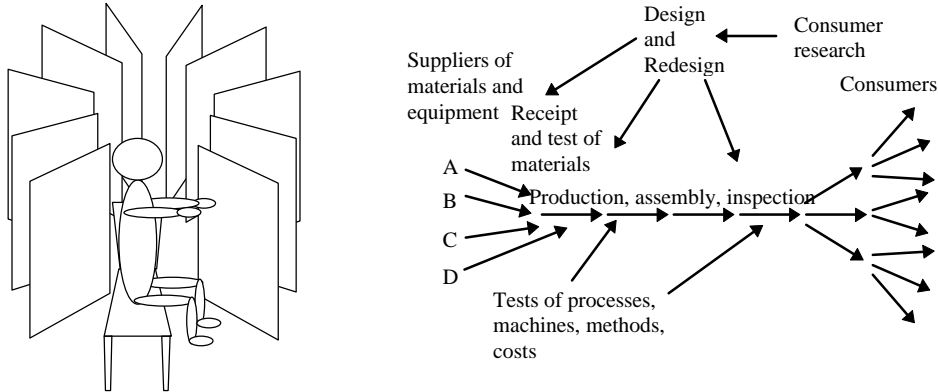 Design
and
Redesign
Consumer
research
Suppliers of
materials and
equipment
Consumers
Receipt
and test of
materials
A
B
C
D
Production, assembly, inspection
Tests of processes,
machines, methods,
costs